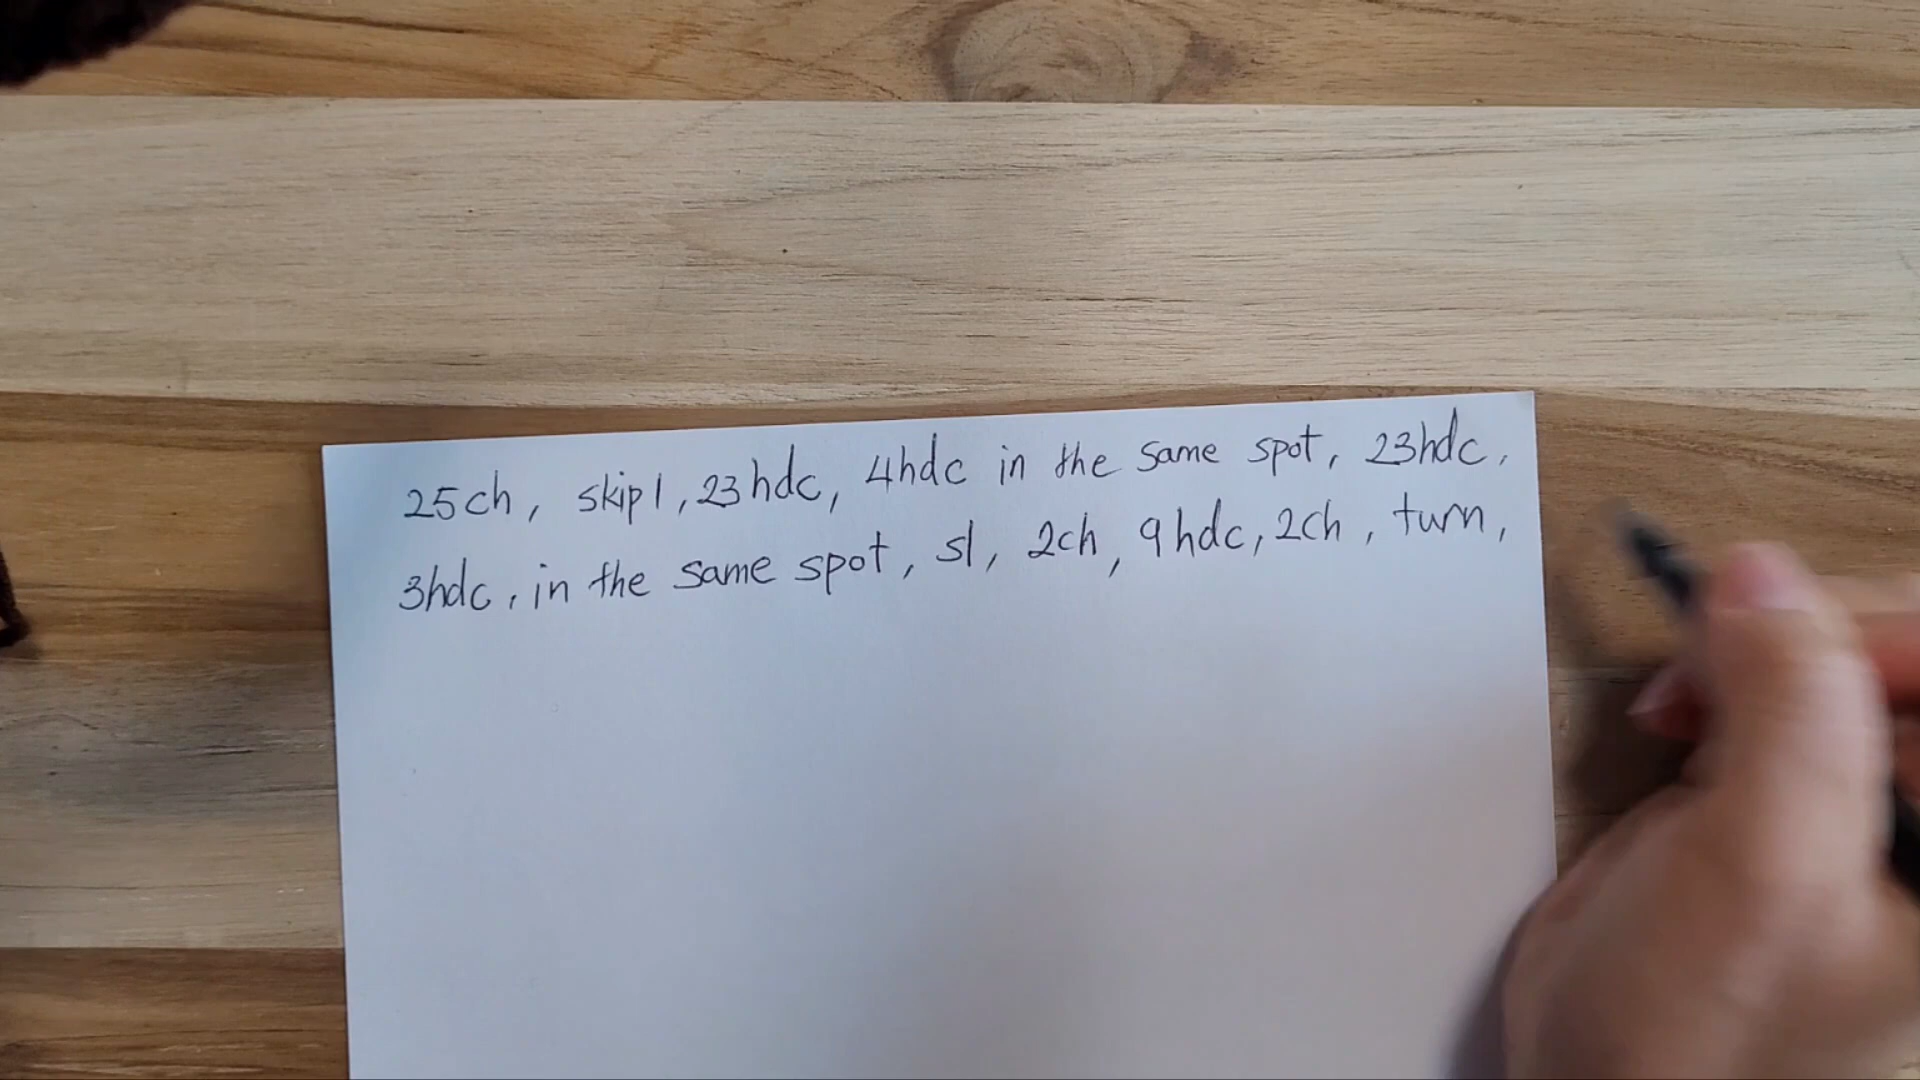 25ch, skip1, 23hdc, 4hdc in the same spot, 23hdc,
3hdc, in the same spot, sl, 2ch, 9hdc, 2ch, turn,